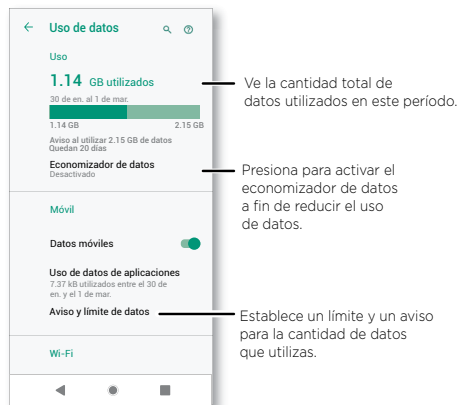 Uso de datos
Uso
1.14 GB utilizados
30 de en. al 1 de mar.
1.14 GB 2.15 GB
Aviso al utilizar 2.15 GB de datos
Quedan 20 días
Economizador de datos
Desactivado
Móvil
Datos móviles
Uso de datos de aplicaciones
7.37 kB utilizados entre el 30 de
en. y el 1 de mar.
Aviso y límite de datos
Wi-Fi
Ve la cantidad total de
datos utilizados en este período.
Presiona para activar el
economizador de datos
a fin de reducir el uso
de datos.
Establece un límite y un aviso
para la cantidad de datos
que utilizas.